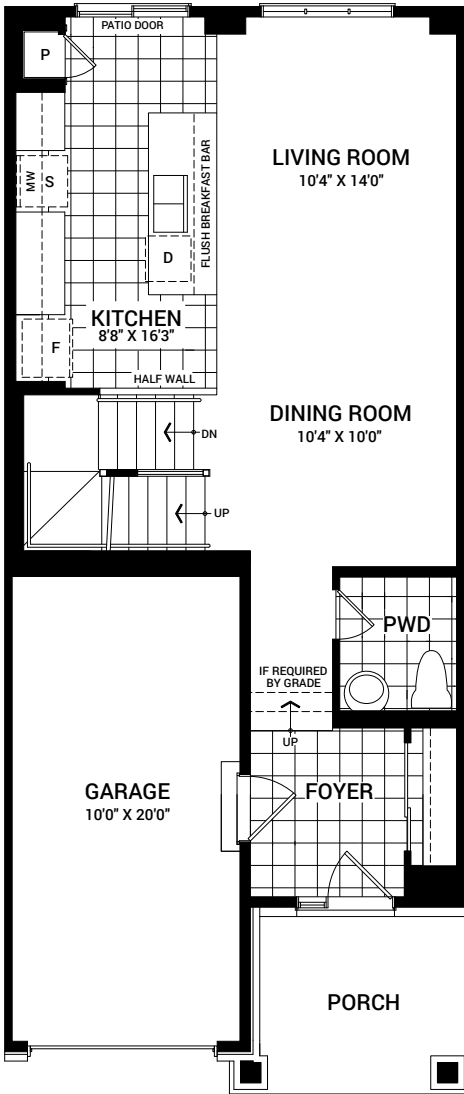 PATIO DOOR
P
MW
S
FLUSH BREAKFAST BAR
D
LIVING ROOM
10'4" X 14'0"
KITCHEN
8'8" X 16'3"
F
HALF WALL
DN
DINING ROOM
10'4" X 10'0"
UP
PWD
IF REQUIRED
BY GRADE
UP
GARAGE
10'0" X 20'0"
FOYER
PORCH